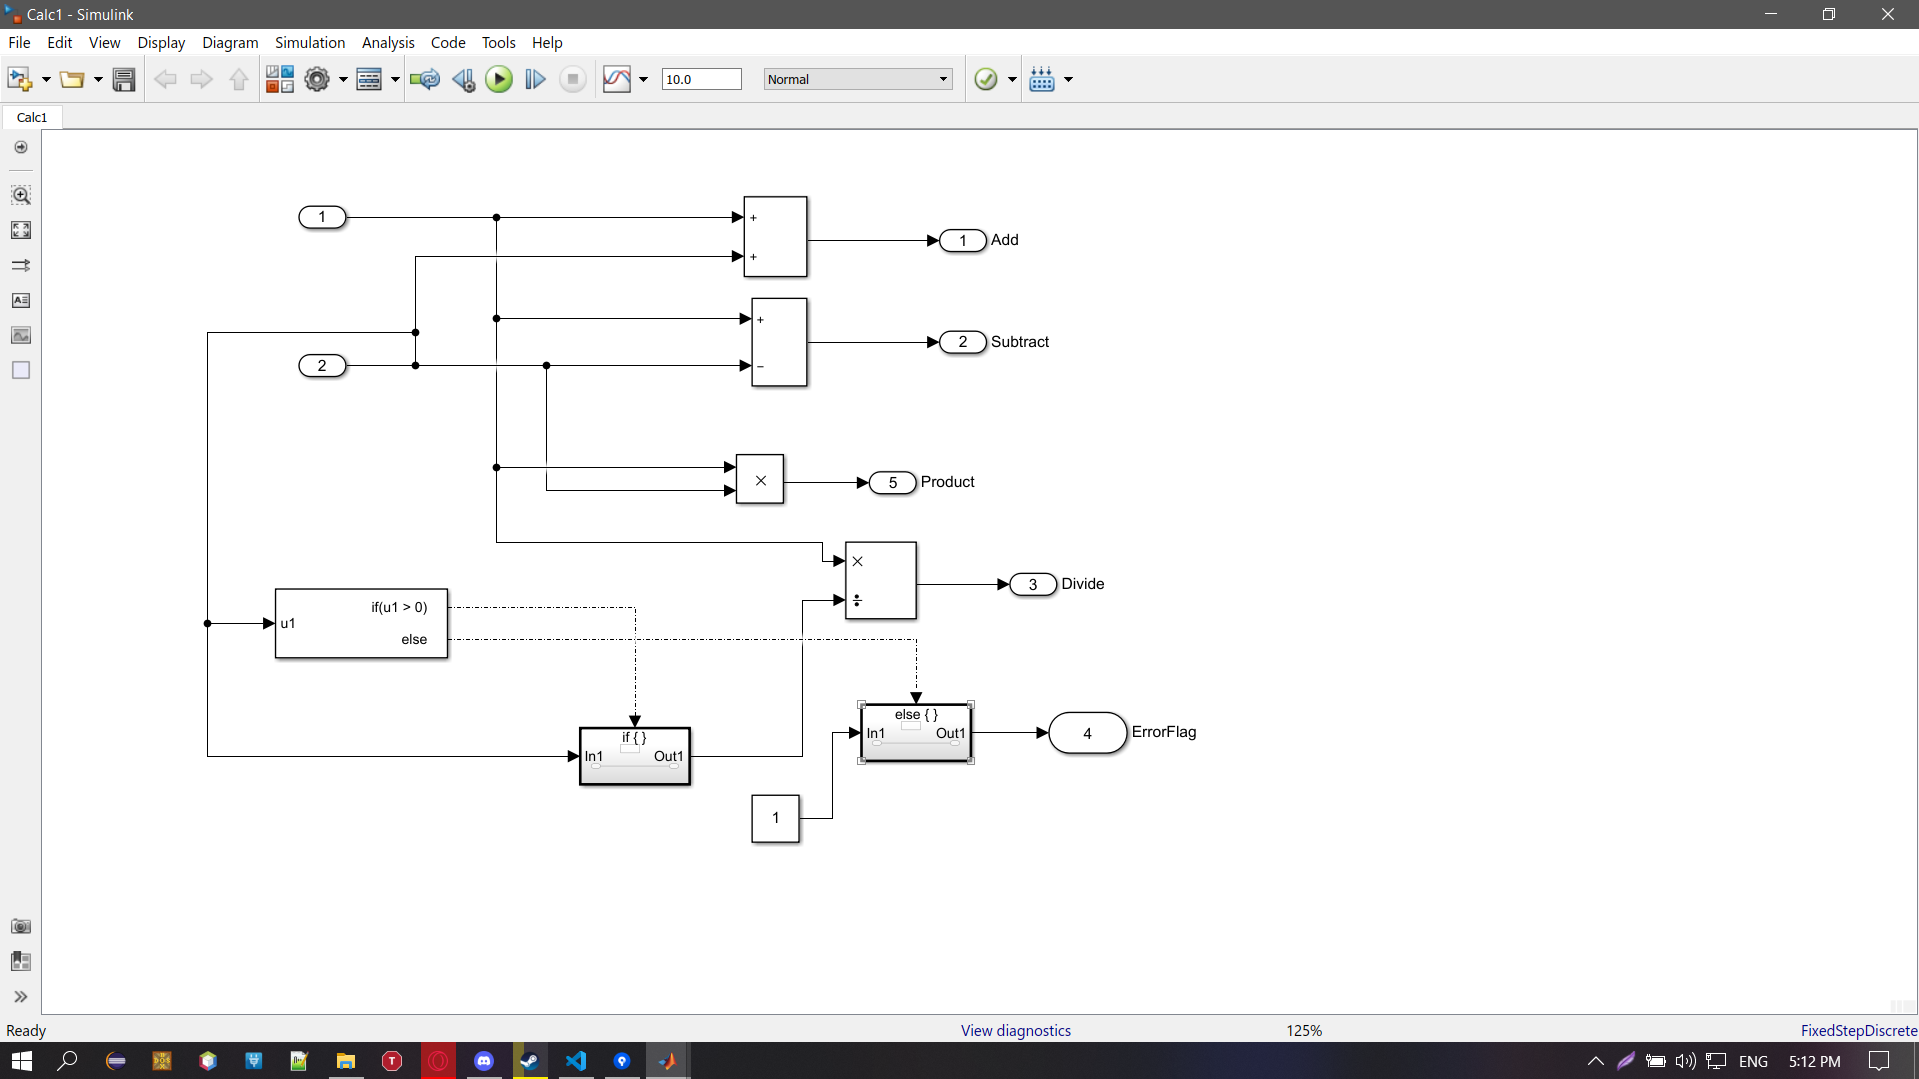 Calc1 - Simulink
File Edit View Display Diagram Simulation Analysis Code Tools Help
10.0 Normal
Calc1
1
+
+
1 Add
+
−
2 Subtract
2
×
5 Product
×
÷
3 Divide
u1
if(u1 > 0)
else
if { }
In1 Out1
else { }
In1 Out1
4 ErrorFlag
1
Ready View diagnostics 125% FixedStepDiscrete
ENG 5:12 PM